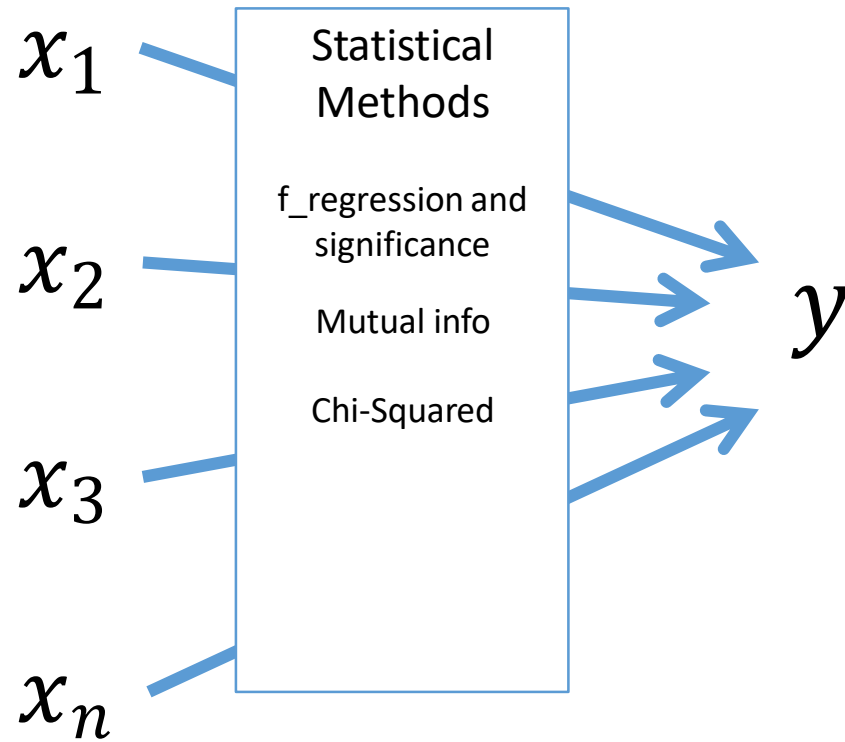 x₁
x₂
x₃
xₙ
Statistical
Methods
f_regression and
significance
Mutual info
Chi-Squared
y